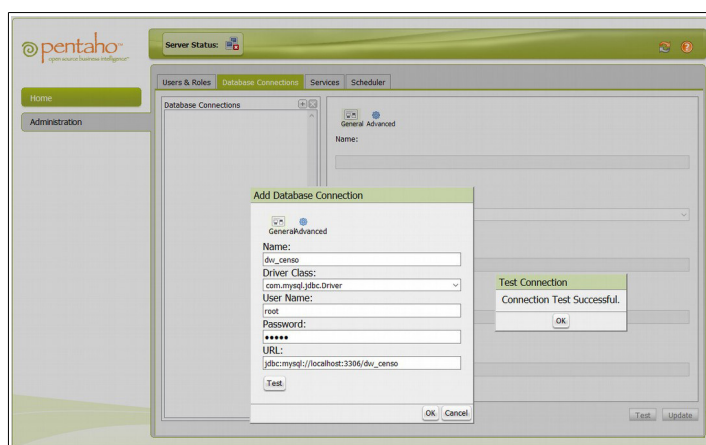 pentaho™
open source business intelligence™
Server Status:
Home
Administration
Users & Roles
Database Connections
Services
Scheduler
Database Connections
General Advanced
Name:
Add Database Connection
General Advanced
Name:
dw_censo
Driver Class:
com.mysql.jdbc.Driver
User Name:
root
Password:
•••••
URL:
jdbc:mysql://localhost:3306/dw_censo
Test
OK Cancel
Test Connection
Connection Test Successful.
OK
Test Update